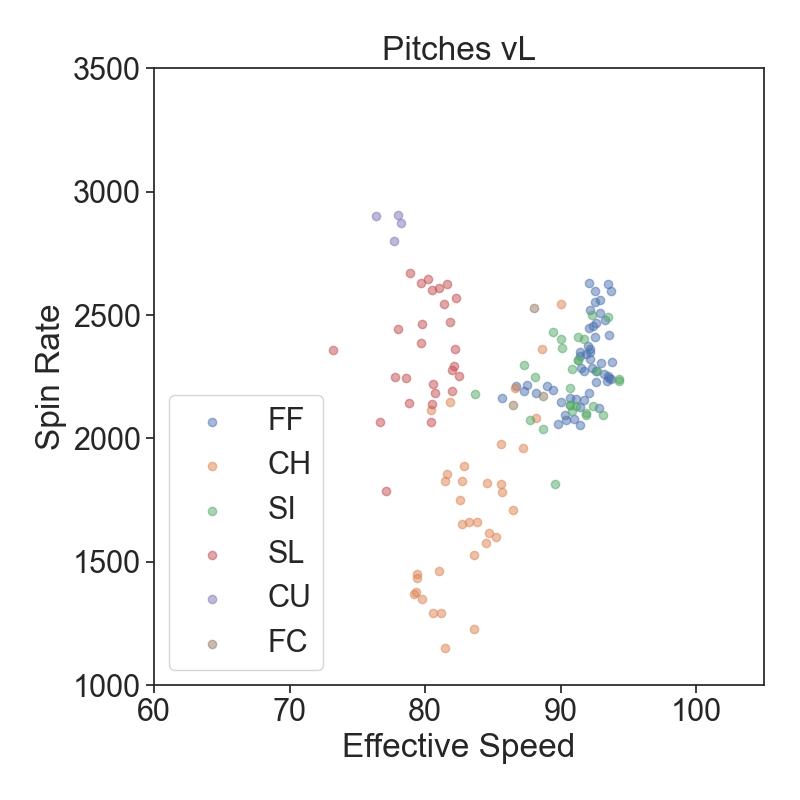 Pitches vL
3500
3000
2500
2000
1500
1000
Spin Rate
FF
CH
SI
SL
CU
FC
60 70 80 90 100
Effective Speed